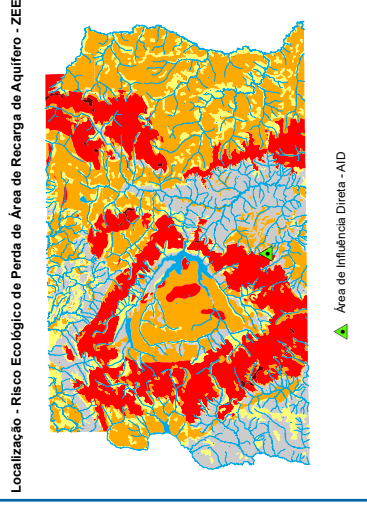 Localização - Risco Ecológico de Perda de Área de Recarga de Aquífero - ZEE
Área de Influência Direta - AID